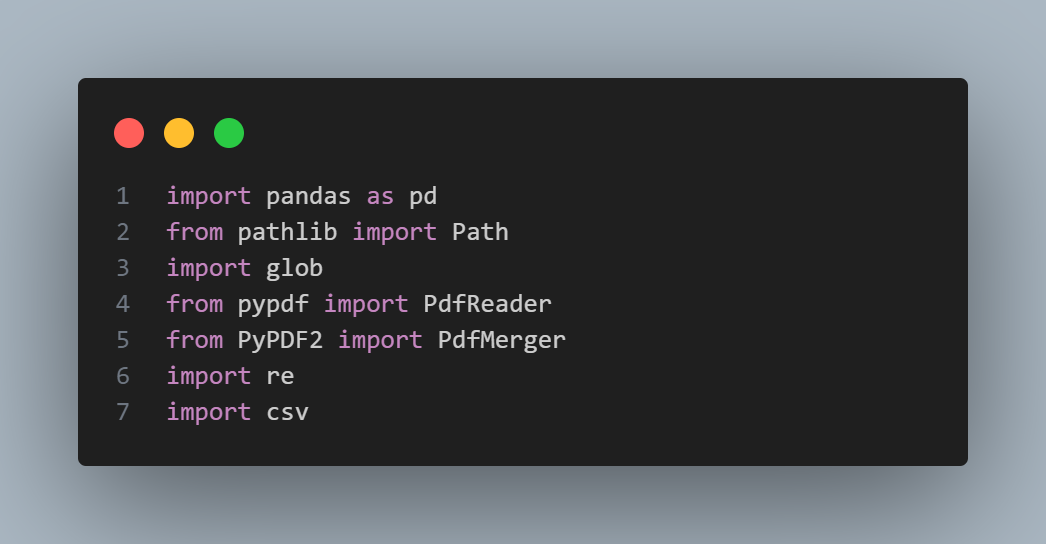 1 import pandas as pd
2 from pathlib import Path
3 import glob
4 from pypdf import PdfReader
5 from PyPDF2 import PdfMerger
6 import re
7 import csv